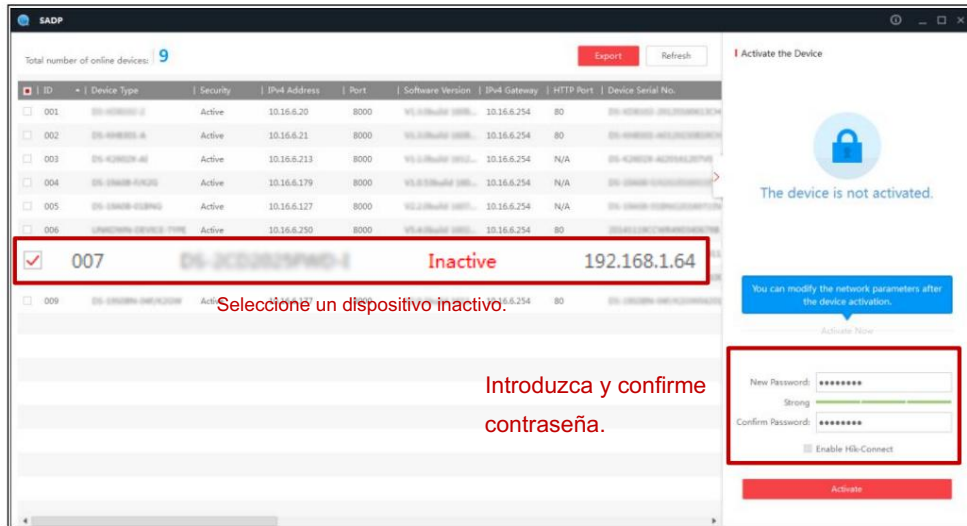 SADP
Total number of online devices: 9
Export
Refresh
ID | Device Type | Security | IPv4 Address | Port | Software Version | IPv4 Gateway | HTTP Port | Device Serial No.
001 Active 10.16.6.20 8000 10.16.6.254 80
002 Active 10.16.6.21 8000 10.16.6.254 80
003 Active 10.16.6.213 8000 10.16.6.254 N/A
004 Active 10.16.6.179 8000 10.16.6.254 N/A
005 Active 10.16.6.127 8000 10.16.6.254 N/A
006 Active 10.16.6.250 8000 10.16.6.254 80
007 Inactive 192.168.1.64
009 80
Seleccione un dispositivo inactivo.
Introduzca y confirme
contraseña.
Activate the Device
The device is not activated.
You can modify the network parameters after
the device activation.
Activate Now
New Password:
Strong
Confirm Password:
Enable Hik-Connect
Activate